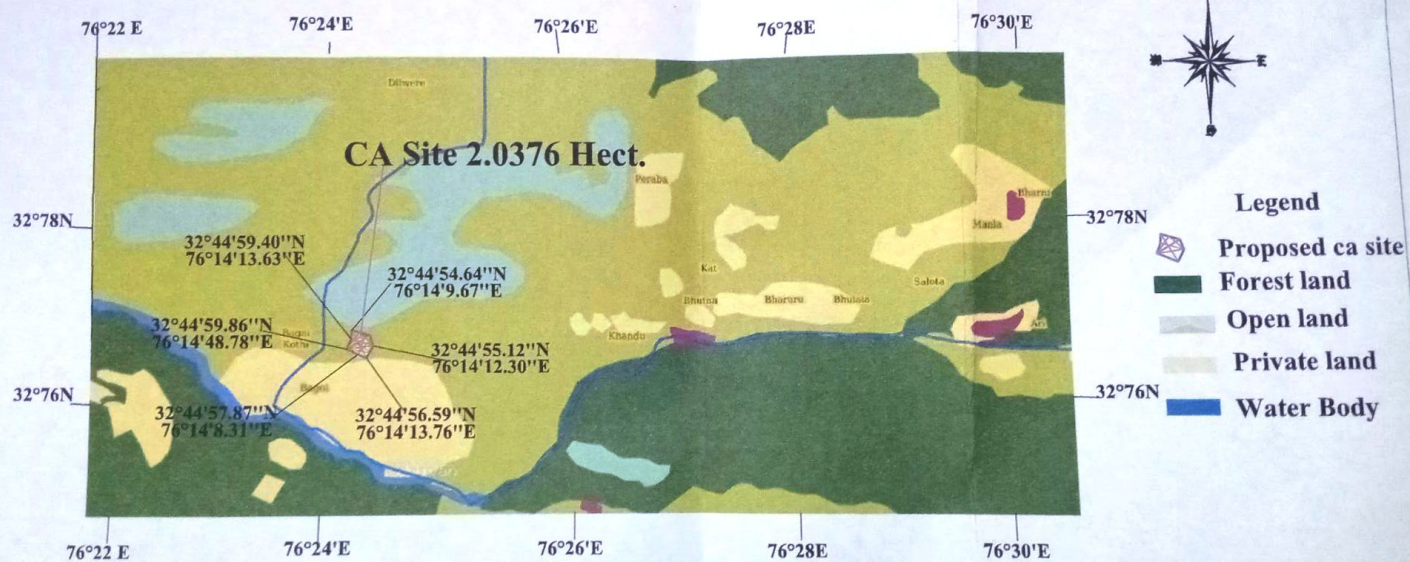 76°22 E
76°24'E
76°26'E
76°28E
76°30'E
Dilwere
CA Site 2.0376 Hect.
Peraba
Bharni
Manla
32°78N
32°78N
32°44'59.40"N
76°14'13.63"E
32°44'54.64"N
76°14'9.67"E
Kat
Salota
Bhutna
Bharuru
32°44'59.86"N
76°14'48.78"E
Kothi
Khandu
32°44'55.12"N
76°14'12.30"E
32°76N
32°76N
32°44'57.87"N
76°14'8.31"E
32°44'56.59"N
76°14'13.76"E
76°22 E
76°24'E
76°26'E
76°28E
76°30'E
E
Legend
Proposed ca site
Forest land
Open land
Private land
Water Body